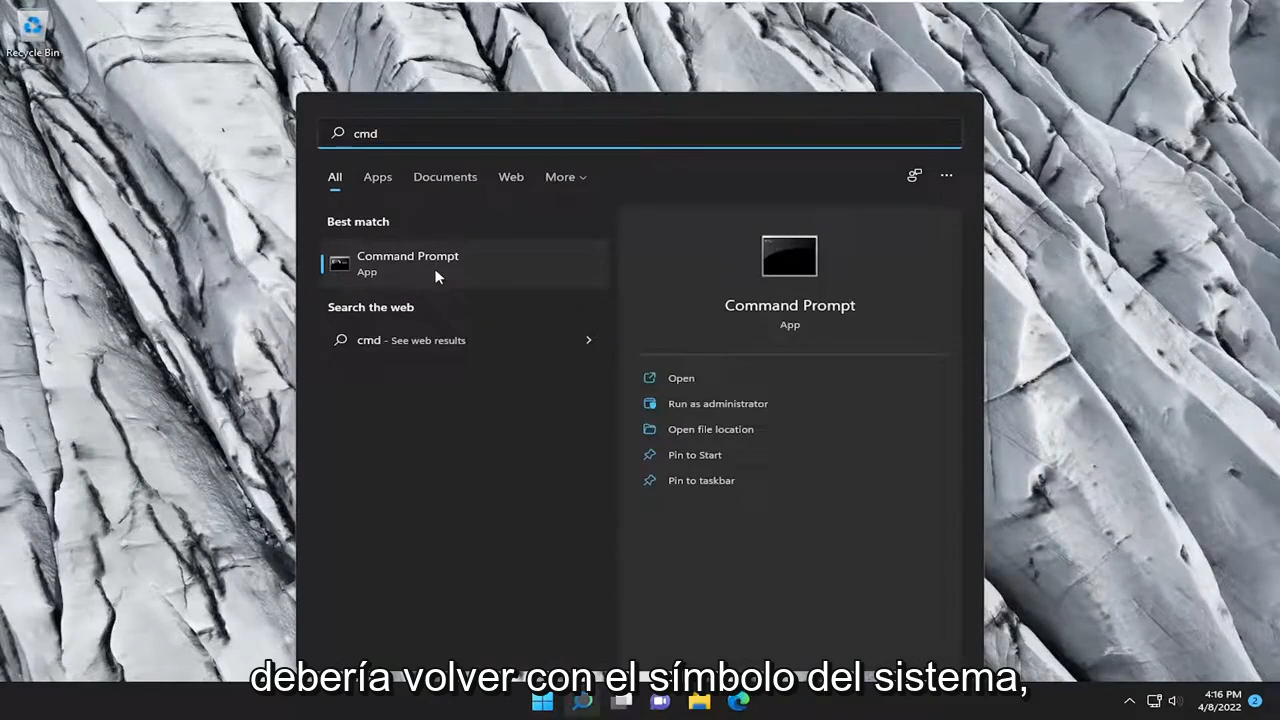 Recycle Bin
cmd
All Apps Documents Web More
Best match
Command Prompt
App
Search the web
cmd - See web results
Command Prompt
App
Open
Run as administrator
Open file location
Pin to Start
Pin to taskbar
debería volver con el símbolo del sistema,
4:16 PM
4/8/2022
2